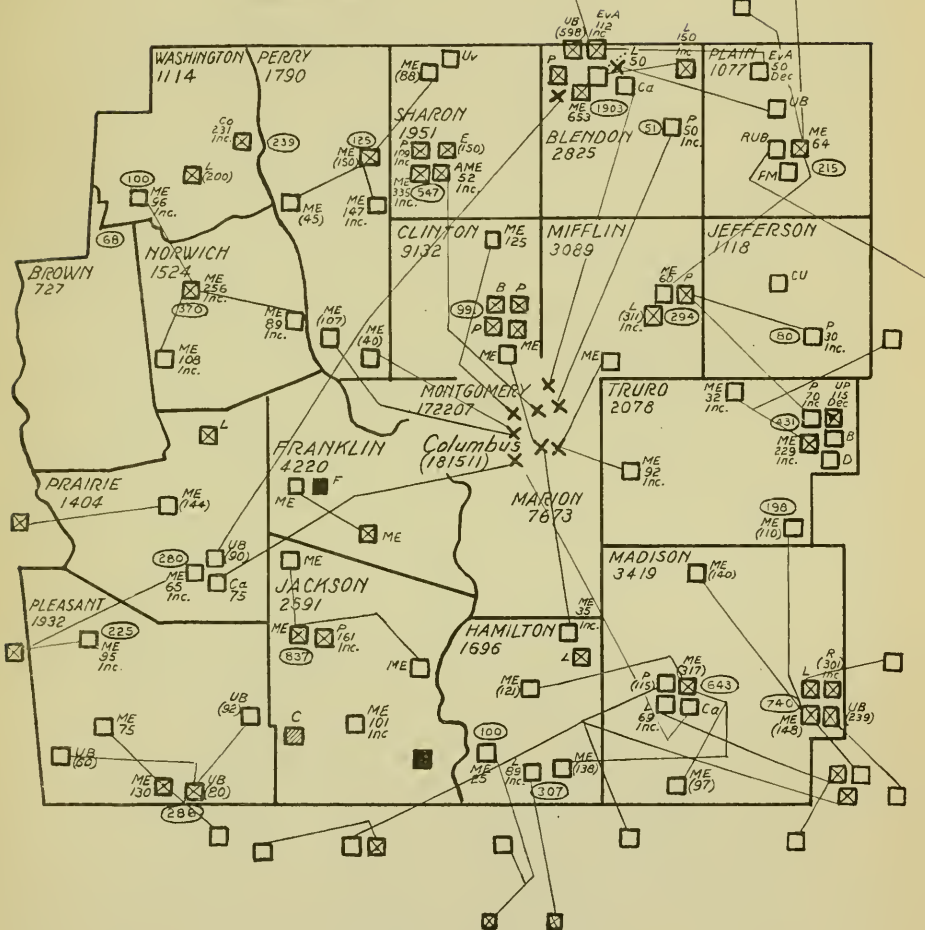 WASHINGTON
1114
PERRY
1790
Co
231
Inc.
239
L
(200)
100
ME
96
Inc.
68
125
ME
(150)
ME
(45)
ME
147
Inc.
ME
(88)
Uv
SHARON
1951
P
109
Inc
E
(150)
ME
335
Inc.
547
AME
52
Inc.
UB
(598)
EvA
112
Inc
L
50
L
150
Inc
P
ME
653
1903
Ca
BLENDON
2825
51
P
50
Inc.
PLAIN
1077
EvA
50
Dec
UB
RUB
ME
64
FM
215
BROWN
727
NORWICH
1524
ME
256
Inc.
370
ME
89
Inc.
ME
108
Inc.
ME
(107)
ME
(40)
CLINTON
9132
ME
125
991
B
P
P
ME
ME
MIFFLIN
3089
ME
60
P
L
(311)
Inc.
294
ME
JEFFERSON
1118
CU
80
P
30
Inc.
MONTGOMERY
172207
Columbus
(181511)
TRURO
2078
ME
32
Inc.
P
70
Inc
UP
115
Dec
431
ME
229
Inc.
B
D
ME
92
Inc.
198
ME
(110)
L
PRAIRIE
1404
ME
(144)
280
UB
(90)
ME
65
Inc.
Ca
75
FRANKLIN
4220
ME
F
ME
MARION
7673
PLEASANT
1932
225
ME
95
Inc.
ME
75
UB
(60)
UB
(92)
ME
130
UB
(80)
286
ME
JACKSON
2591
ME
837
P
161
Inc.
ME
C
ME
101
Inc
HAMILTON
1696
ME
35
Inc.
L
ME
(121)
100
ME
25
L
89
Inc.
ME
(138)
307
MADISON
3419
ME
(140)
P
(115)
ME
(317)
643
L
69
Inc.
Ca
ME
(97)
L
R
(30)
Inc
740
ME
(148)
UB
(239)